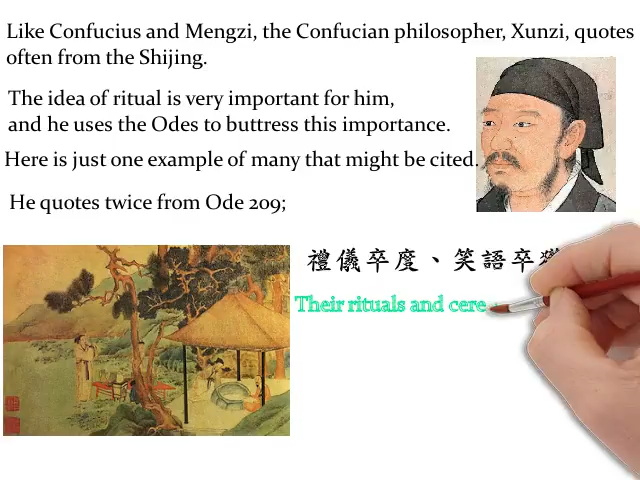 Like Confucius and Mengzi, the Confucian philosopher, Xunzi, quotes
often from the Shijing.
The idea of ritual is very important for him,
and he uses the Odes to buttress this importance.
Here is just one example of many that might be cited.
He quotes twice from Ode 209;
禮儀卒度、笑語卒
Their rituals and cere